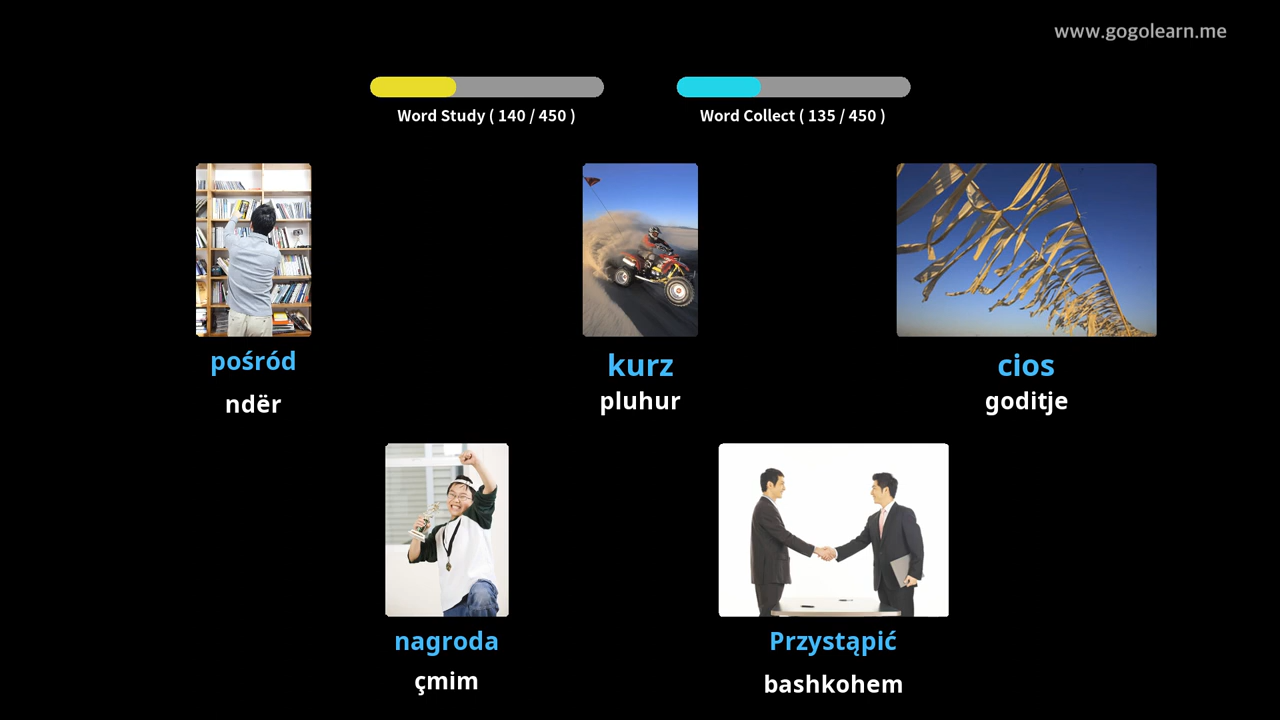 www.gogolearn.me
Word Study ( 140 / 450 )
Word Collect ( 135 / 450 )
pośród
ndër
kurz
pluhur
cios
goditje
nagroda
çmim
Przystąpić
bashkohem